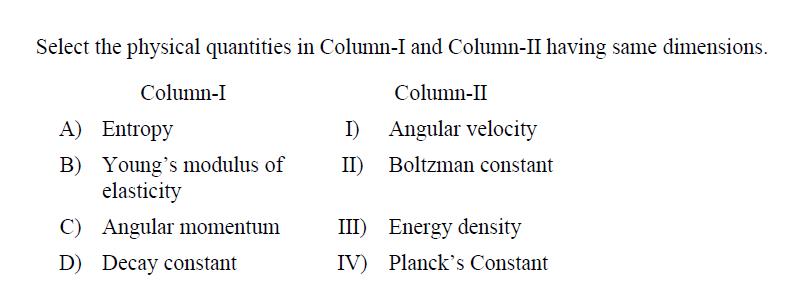 Select the physical quantities in Column-I and Column-II having same dimensions.
Column-I Column-II
A) Entropy I) Angular velocity
B) Young's modulus of elasticity II) Boltzman constant
C) Angular momentum III) Energy density
D) Decay constant IV) Planck's Constant